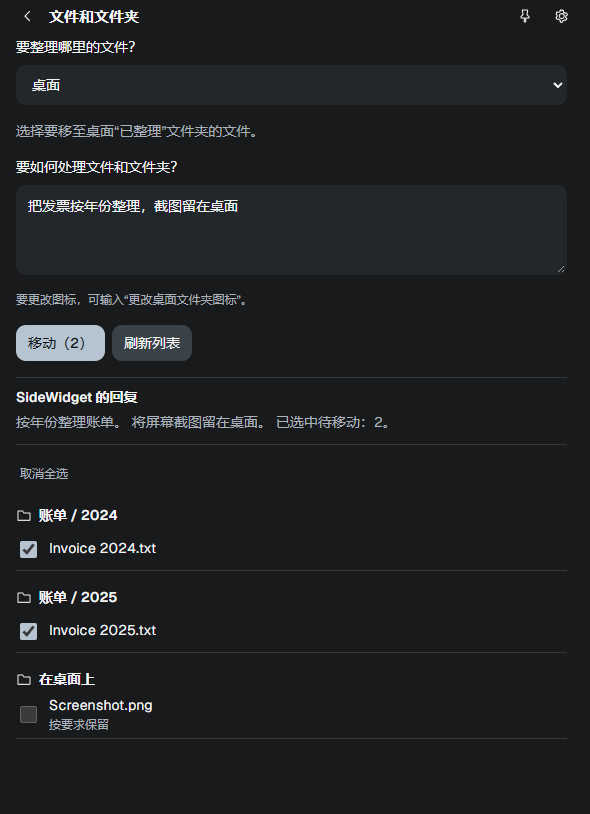 文件和文件夹
要整理哪里的文件？
桌面
选择要移至桌面“已整理”文件夹的文件。
要如何处理文件和文件夹？
把发票按年份整理，截图留在桌面
要更改图标，可输入“更改桌面文件夹图标”。
移动（2）
刷新列表
SideWidget 的回复
按年份整理账单。 将屏幕截图留在桌面。 已选中待移动：2。
取消全选
账单 / 2024
Invoice 2024.txt
账单 / 2025
Invoice 2025.txt
在桌面上
Screenshot.png
按要求保留